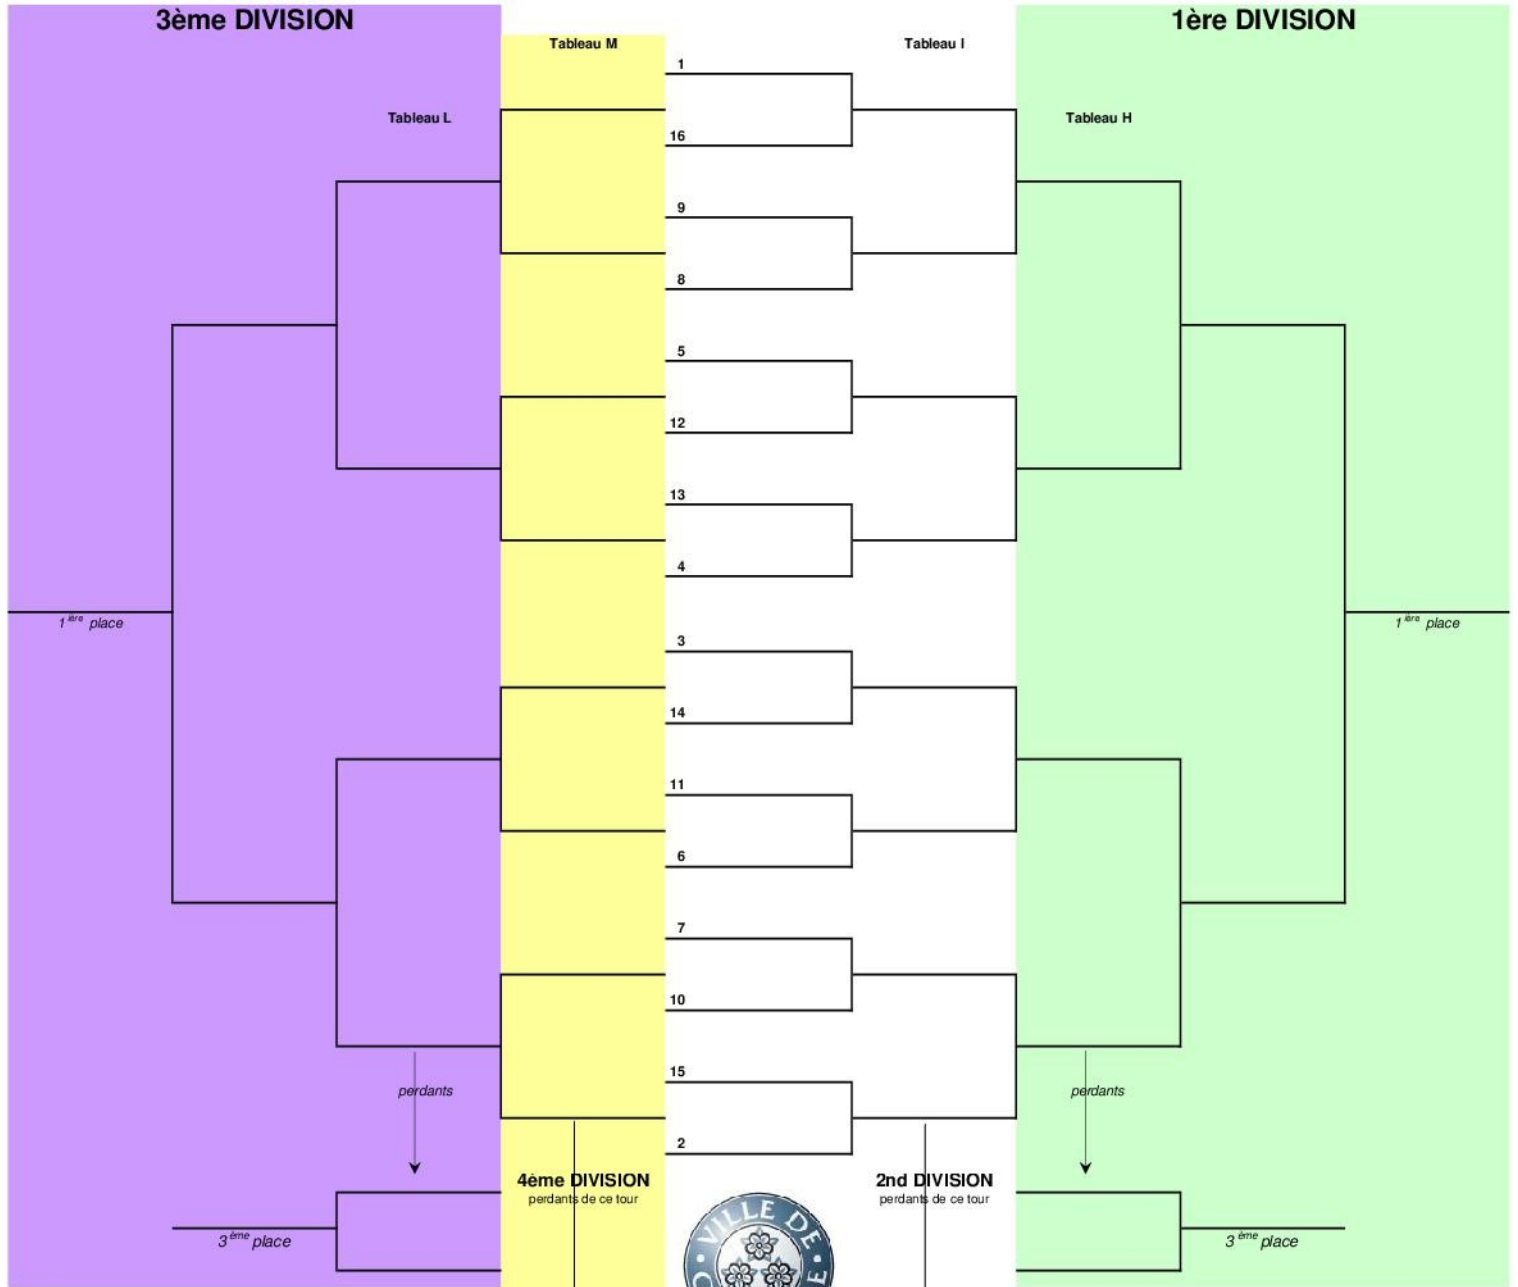 3ème DIVISION
1ère DIVISION
Tableau M
Tableau I
1
Tableau L
Tableau H
16
9
8
5
12
13
4
1ière place
1ière place
3
14
11
6
7
10
15
perdants
perdants
2
4ème DIVISION
2nd DIVISION
perdants de ce tour
perdants de ce tour
VILLE DE
3ème place
3ème place